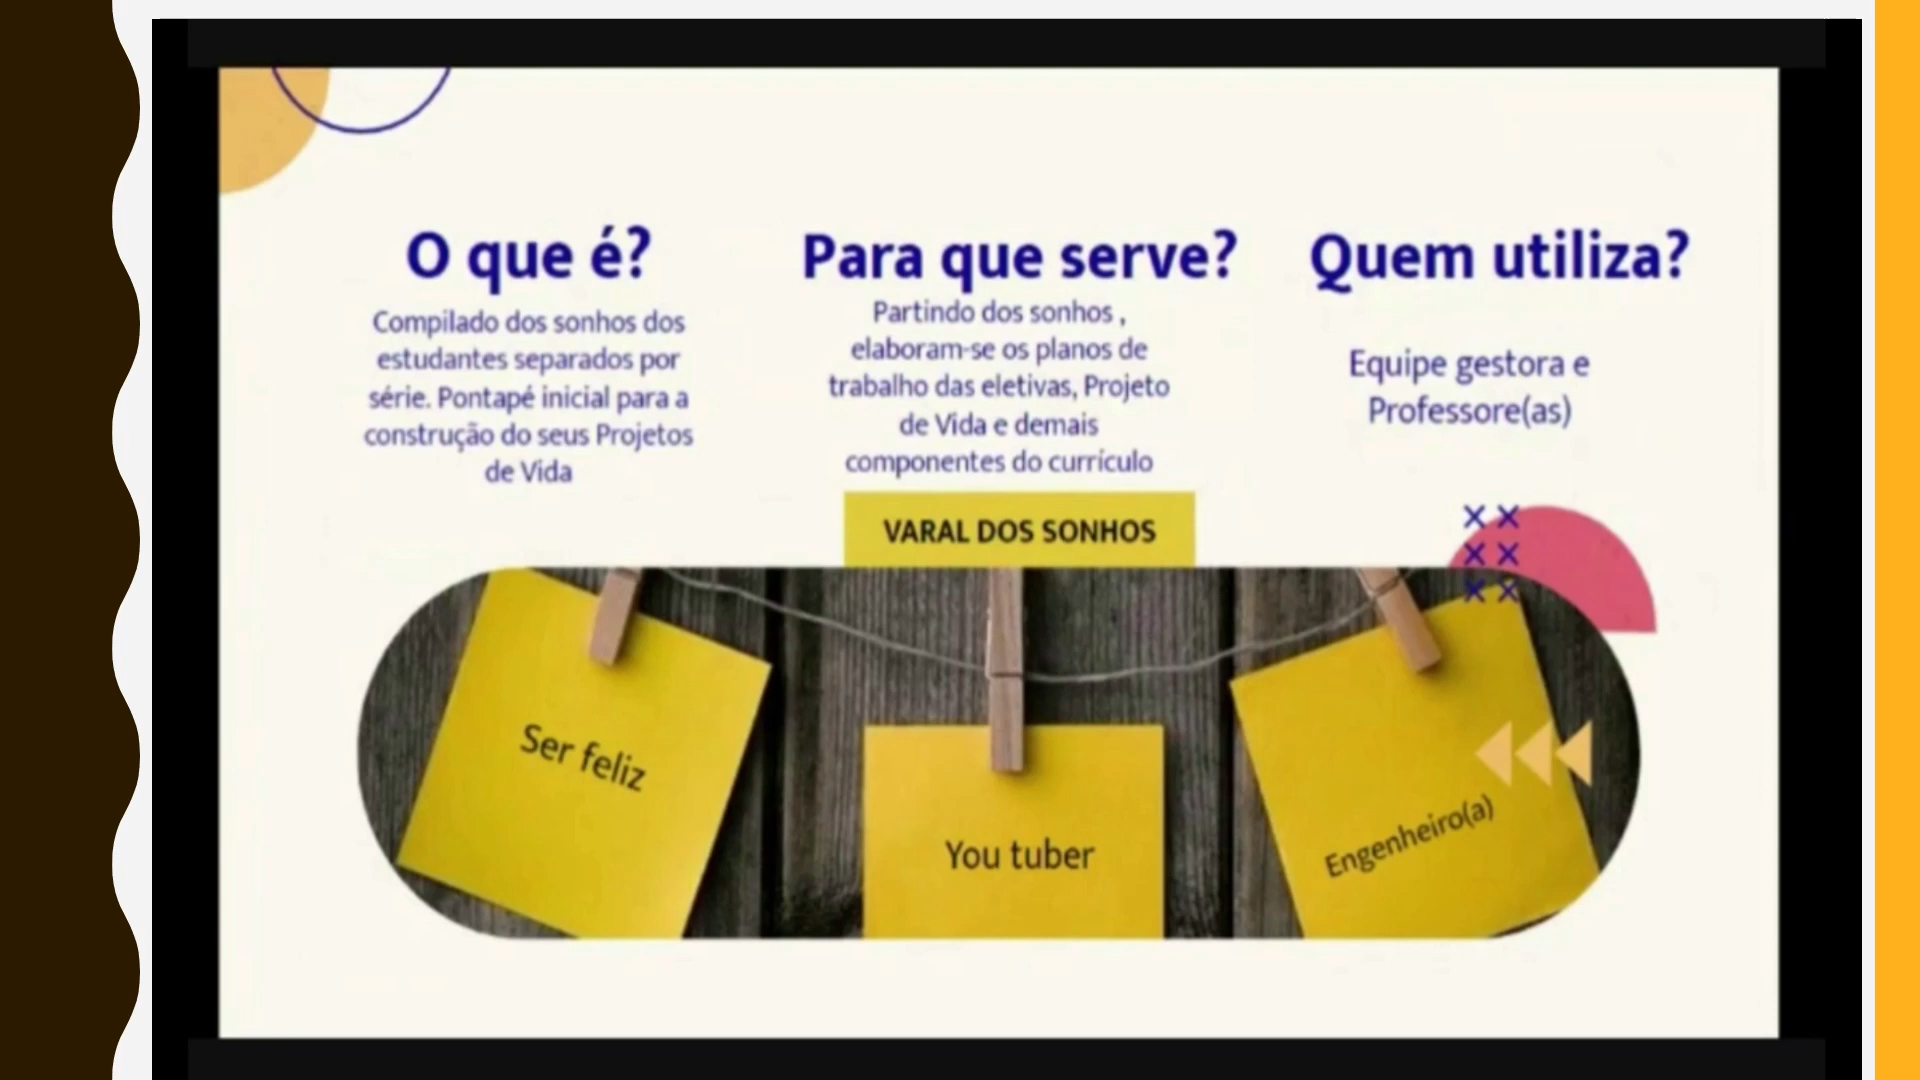 O que é?
Compilado dos sonhos dos
estudantes separados por
série. Pontapé inicial para a
construção do seus Projetos
de Vida
Para que serve?
Partindo dos sonhos ,
elaboram-se os planos de
trabalho das eletivas, Projeto
de Vida e demais
componentes do currículo
Quem utiliza?
Equipe gestora e
Professore(as)
VARAL DOS SONHOS
Ser feliz
You tuber
Engenheiro(a)